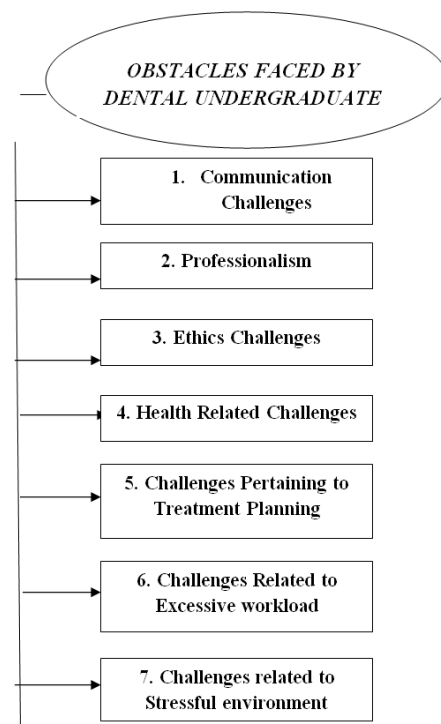 OBSTACLES FACED BY
DENTAL UNDERGRADUATE
1. Communication
Challenges
2. Professionalism
3. Ethics Challenges
4. Health Related Challenges
5. Challenges Pertaining to
Treatment Planning
6. Challenges Related to
Excessive workload
7. Challenges related to
Stressful environment